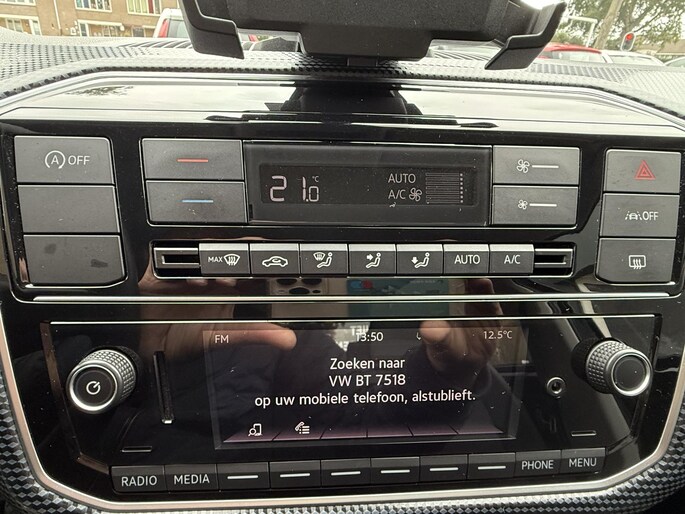 OFF
21.0 °C
AUTO
A/C
OFF
MAX
AUTO
A/C
FM
13:50
12.5°C
Zoeken naar
VW BT 7518
op uw mobiele telefoon, alstublieft.
RADIO
MEDIA
PHONE
MENU